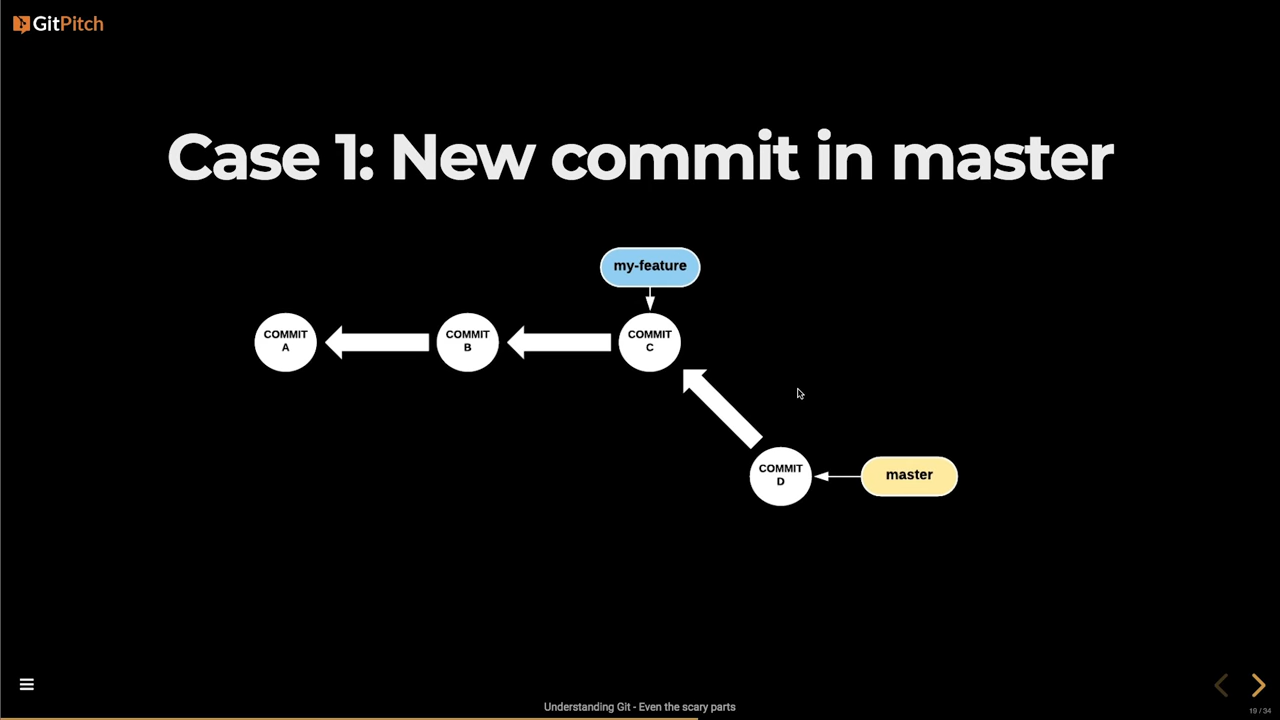 GitPitch
Case 1: New commit in master
my-feature
COMMIT
A
COMMIT
B
COMMIT
C
COMMIT
D
master
Understanding Git - Even the scary parts
19 / 34